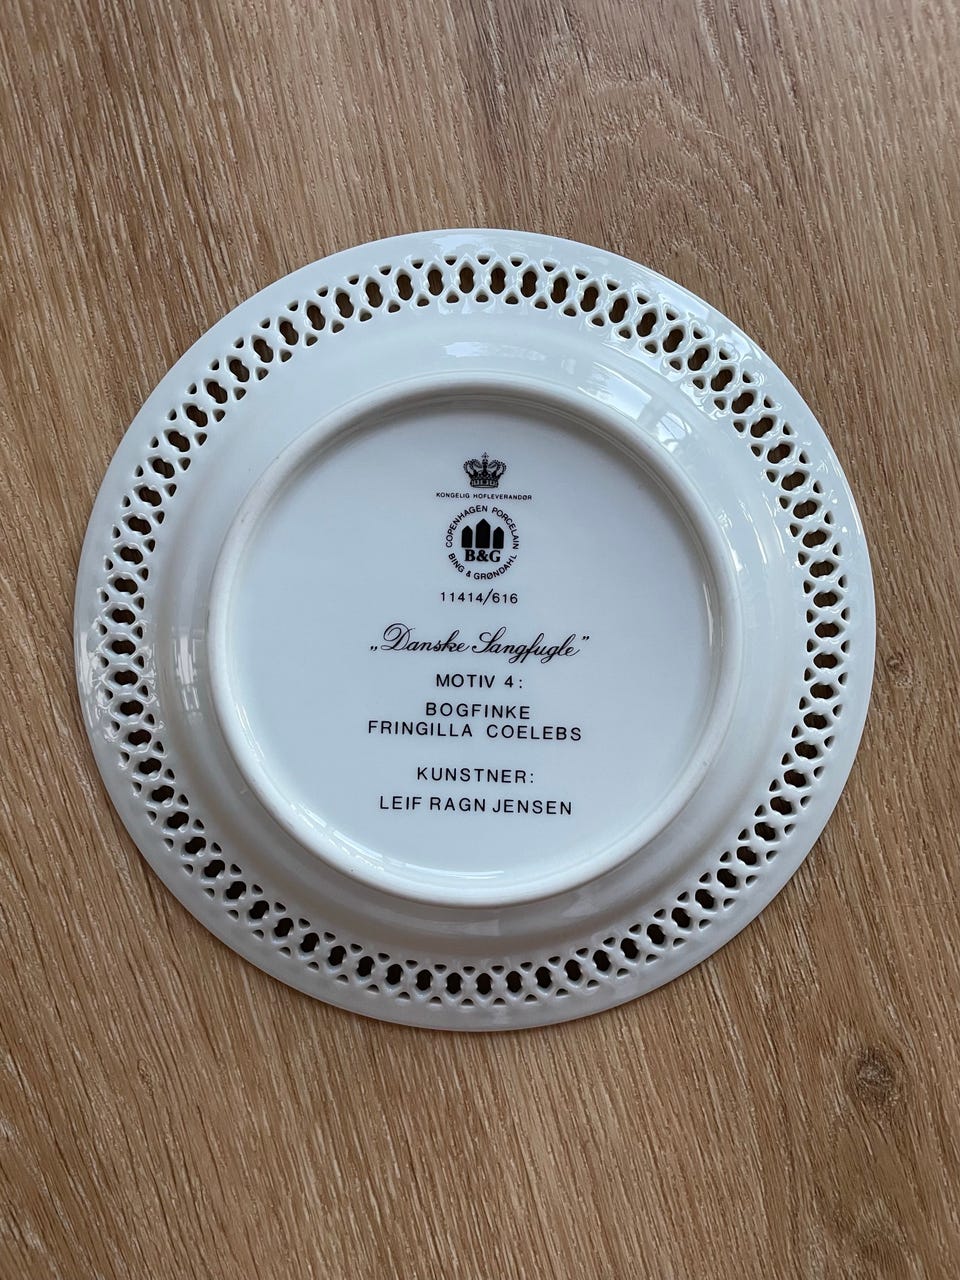 KONGELIG HOFLEVERANDØR
COPENHAGEN PORCELAIN
B&G
BING & GRØNDAHL
11414/616
„Danske Sangfugle”
MOTIV 4:
BOGFINKE
FRINGILLA COELEBS
KUNSTNER:
LEIF RAGN JENSEN